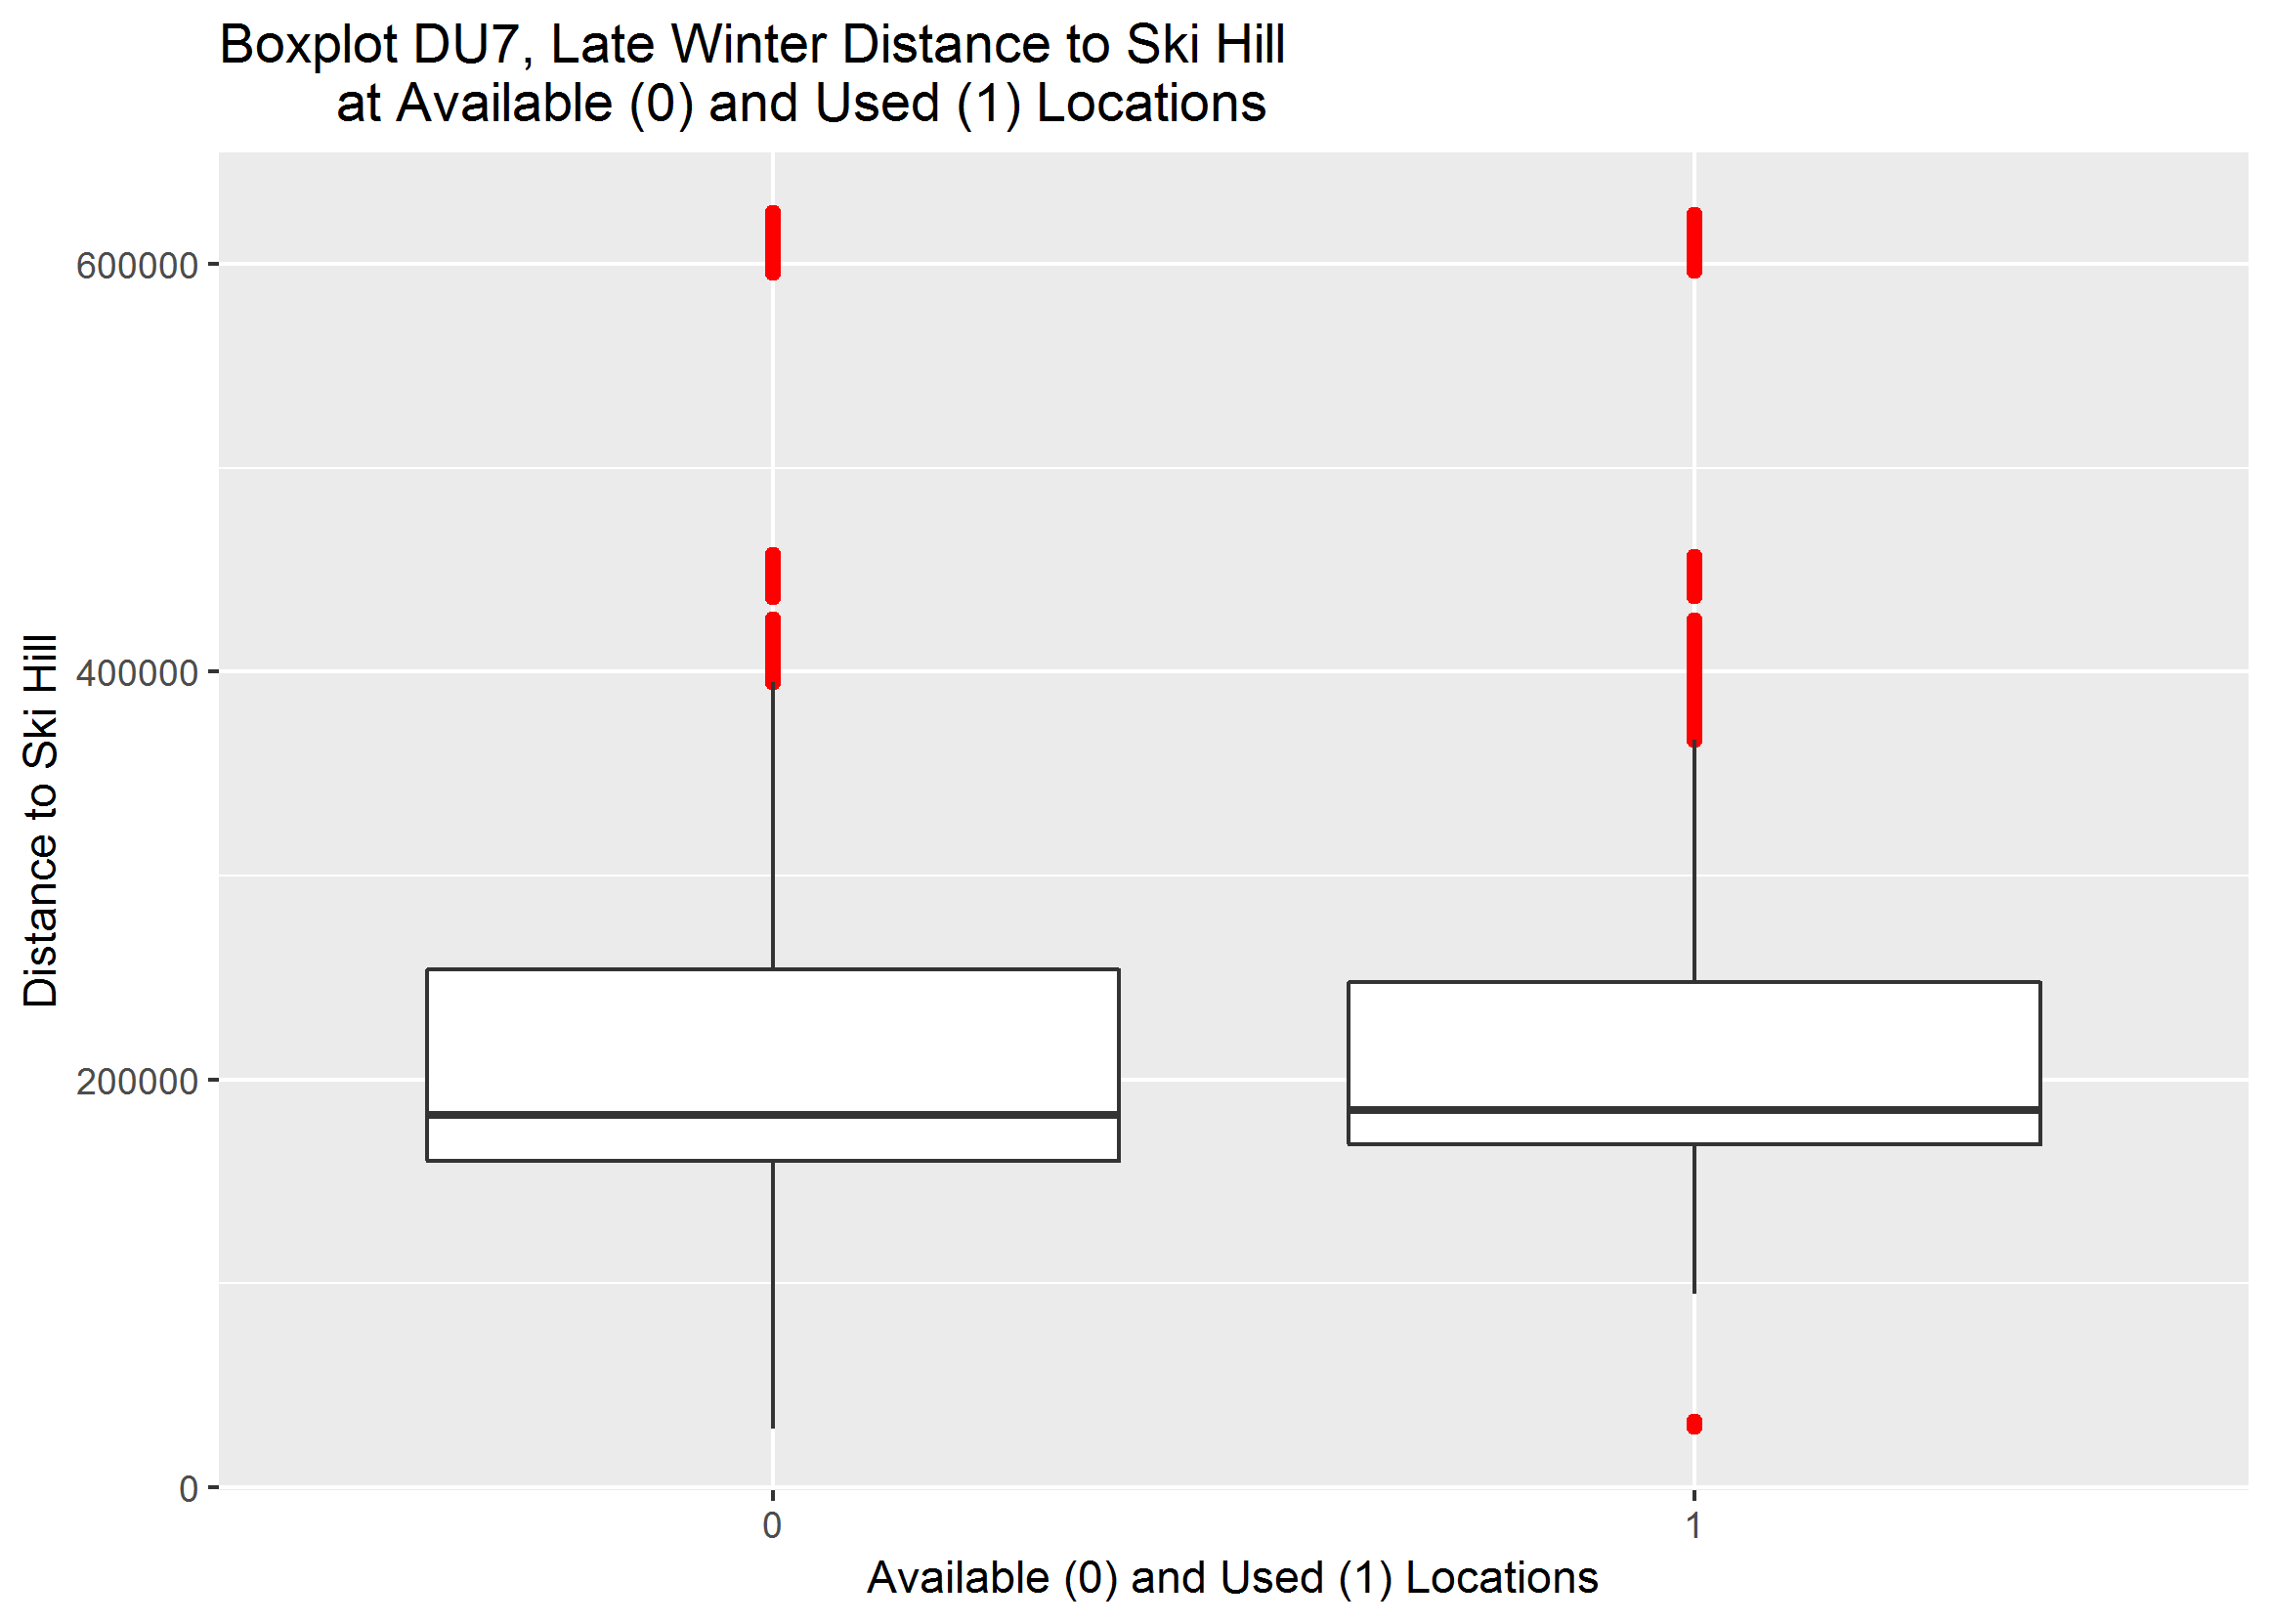 Boxplot DU7, Late Winter Distance to Ski Hill
at Available (0) and Used (1) Locations
Distance to Ski Hill
600000
400000
200000
0
0
1
Available (0) and Used (1) Locations